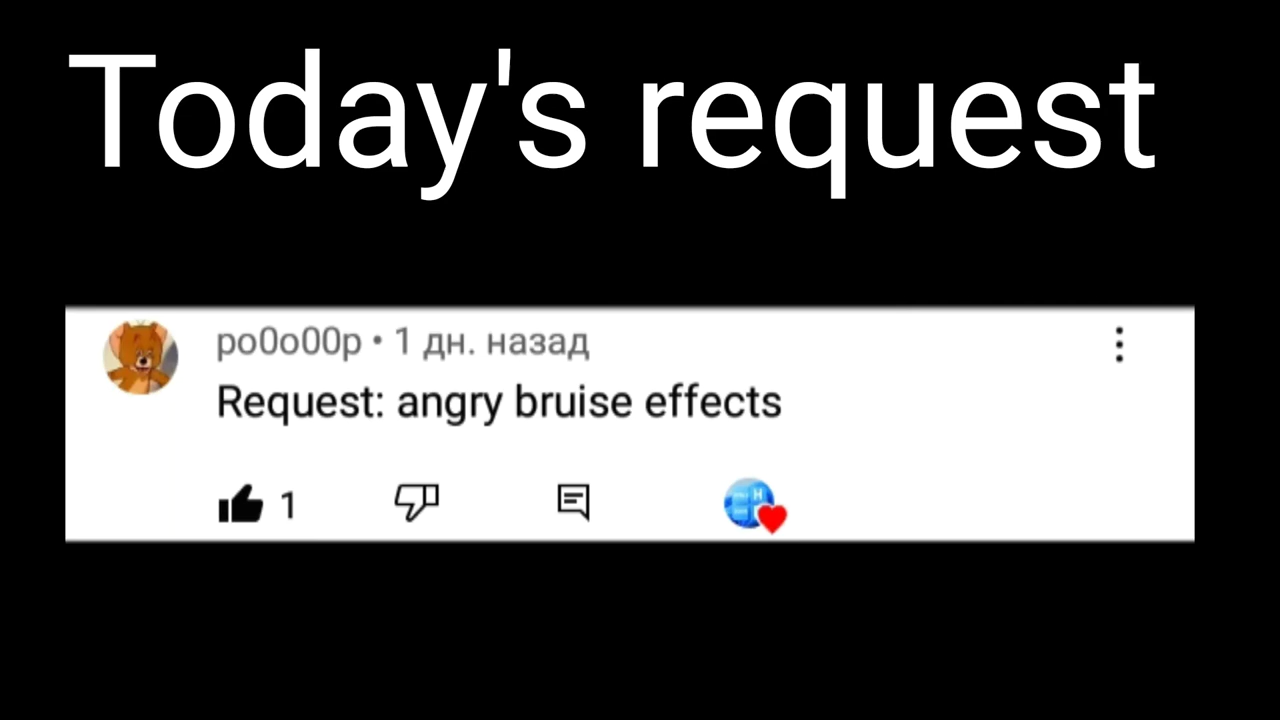 Today's request
po0o00p • 1 дн. назад
Request: angry bruise effects
1